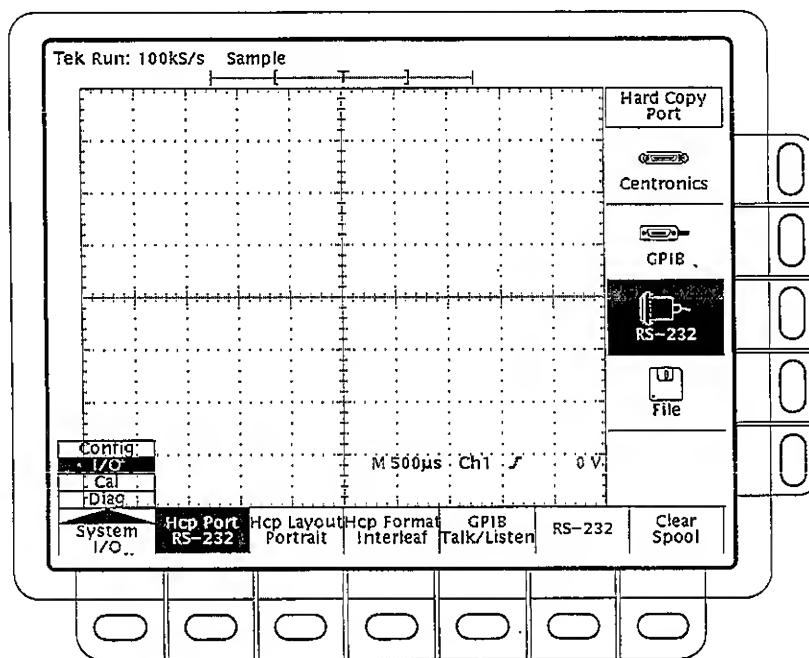 Tek Run: 100kS/s Sample
Hard Copy
Port
Centronics
GPIB
RS-232
File
Config
I/O
Cal
Diag
M 500µs Ch1 0 V
System
I/O
Hcp Port
RS-232
Hcp Layout
Portrait
Hcp Format
Interleaf
GPIB
Talk/Listen
RS-232
Clear
Spool